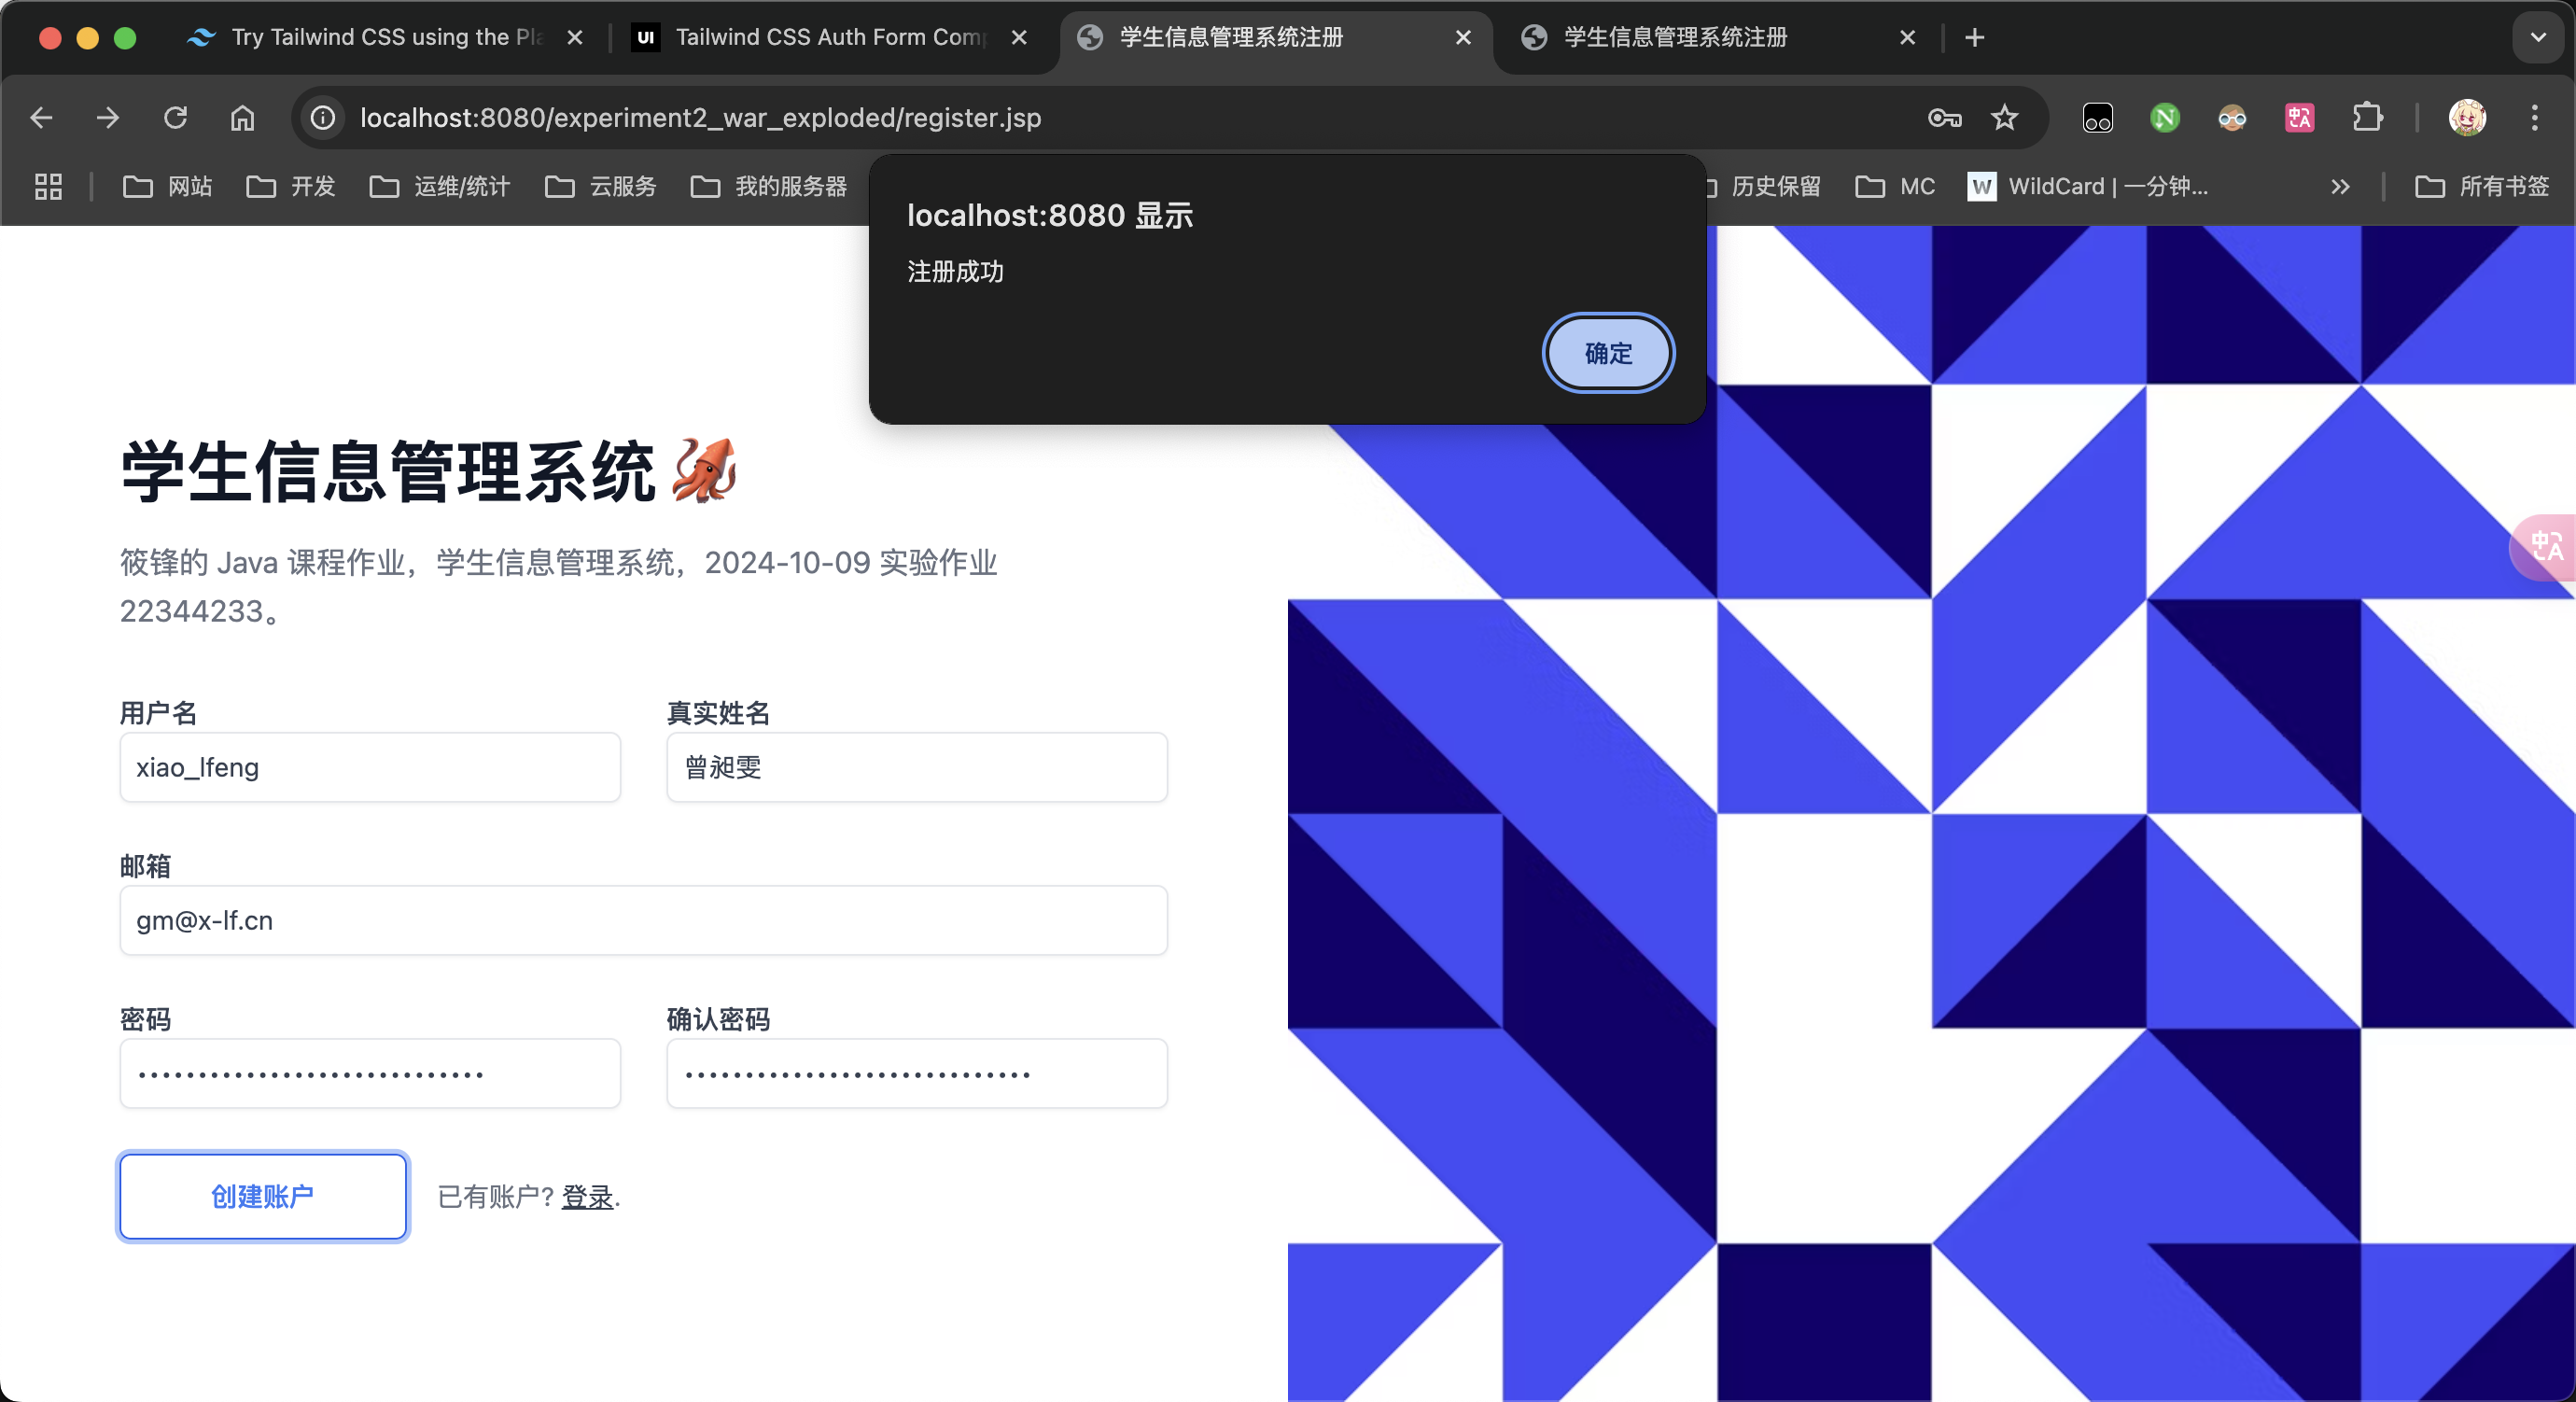 Try Tailwind CSS using the Pla
UI
Tailwind CSS Auth Form Comp
学生信息管理系统注册
学生信息管理系统注册
localhost:8080/experiment2_war_exploded/register.jsp
网站
开发
运维/统计
云服务
我的服务器
历史保留
MC
W
WildCard | 一分钟...
所有书签
localhost:8080 显示
注册成功
确定
学生信息管理系统
筱锋的 Java 课程作业，学生信息管理系统，2024-10-09 实验作业
22344233。
用户名
真实姓名
xiao_lfeng
曾昶雯
邮箱
gm@x-lf.cn
密码
确认密码
创建账户
已有账户? 登录.
中A